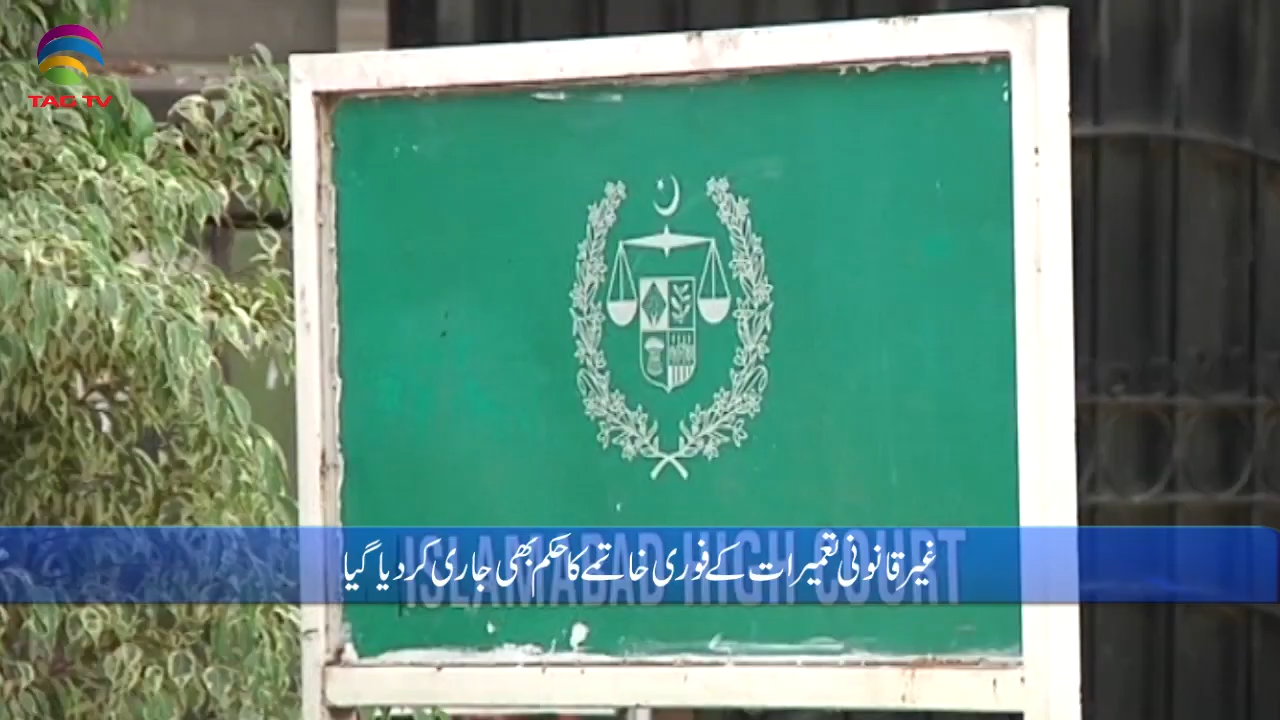 TAG TV
غیر قانونی تعمیرات کے فوری خاتمے کا حکم بھی جاری کر دیا گیا
ISLAMABAD HIGH COURT